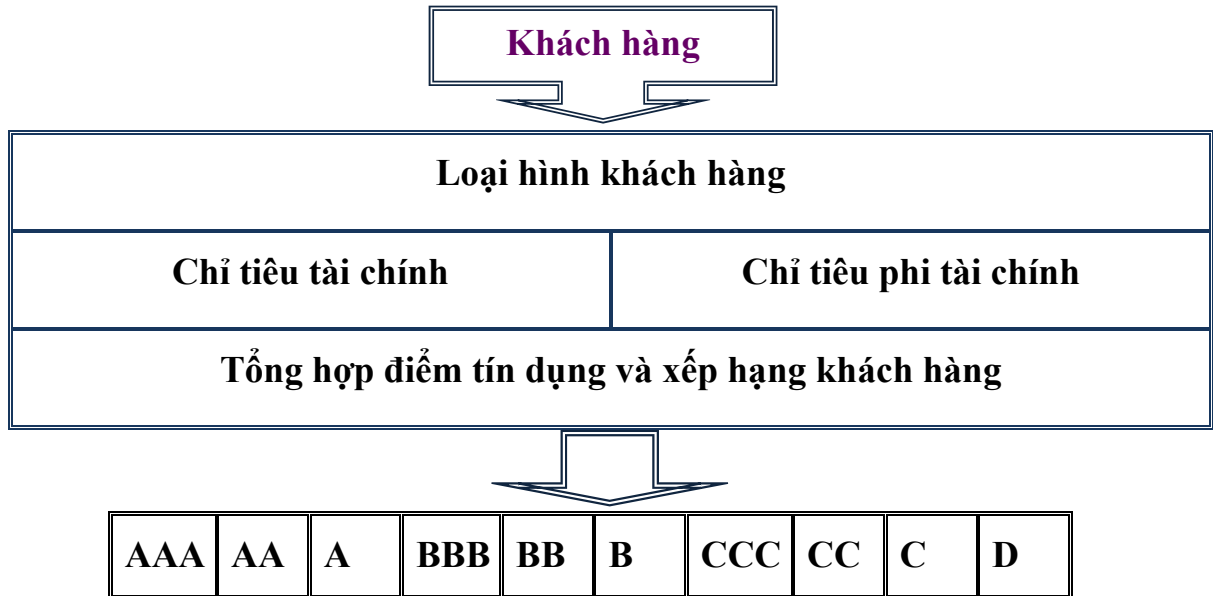 Khách hàng
Loại hình khách hàng
Chỉ tiêu tài chính
Chỉ tiêu phi tài chính
Tổng hợp điểm tín dụng và xếp hạng khách hàng
AAA AA A BBB BB B CCC CC C D